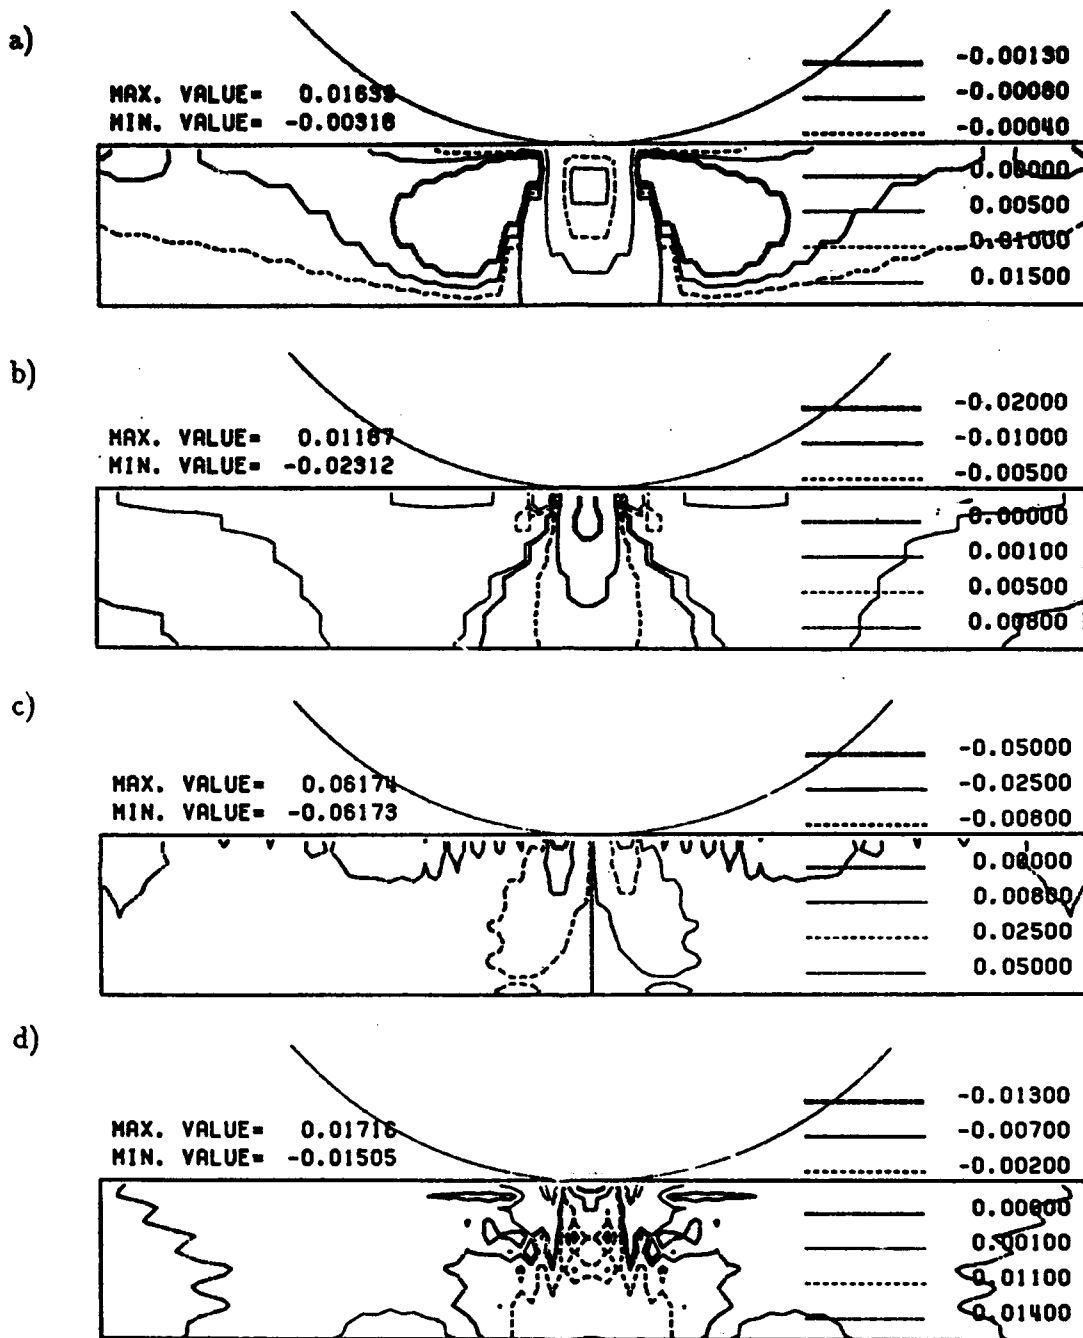 a)
-0.00130
MAX. VALUE= 0.01633
-0.00080
MIN. VALUE= -0.00318
-0.00040
0.00000
0.00500
0.01000
0.01500
b)
-0.02000
MAX. VALUE= 0.01187
-0.01000
MIN. VALUE= -0.02312
-0.00500
0.00000
0.00100
0.00500
0.00800
c)
-0.05000
MAX. VALUE= 0.06174
-0.02500
MIN. VALUE= -0.06173
-0.00800
0.00000
0.00800
0.02500
0.05000
d)
-0.01300
MAX. VALUE= 0.01716
-0.00700
MIN. VALUE= -0.01505
-0.00200
0.00000
0.00100
0.01100
0.01400